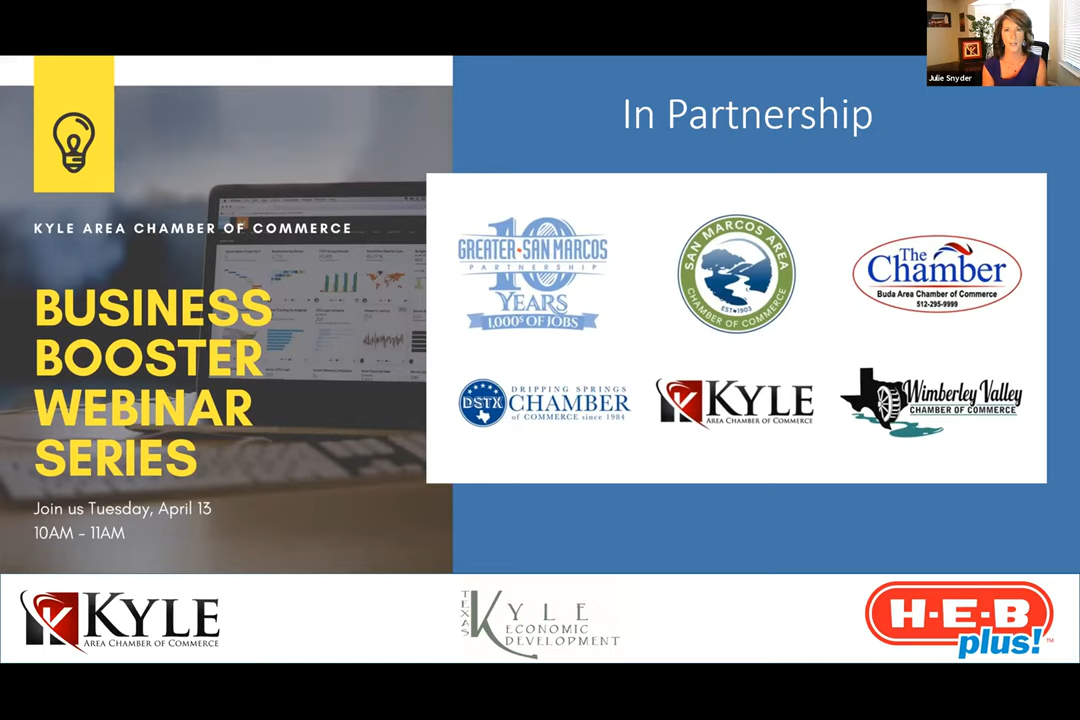 Julie Snyder
In Partnership
KYLE AREA CHAMBER OF COMMERCE
BUSINESS
BOOSTER
WEBINAR
SERIES
Join us Tuesday, April 13
10AM - 11AM
10
GREATER SAN MARCOS
PARTNERSHIP
YEARS
1,000'S OF JOBS
SAN MARCOS AREA
CHAMBER OF COMMERCE
EST•1903
The
Chamber
Buda Area Chamber of Commerce
512-295-9999
DSTX
DRIPPING SPRINGS
CHAMBER
of COMMERCE since 1984
KYLE
AREA CHAMBER OF COMMERCE
Wimberley Valley
CHAMBER OF COMMERCE
KYLE
AREA CHAMBER OF COMMERCE
TEXAS
KYLE
ECONOMIC
DEVELOPMENT
H-E-B
plus!™